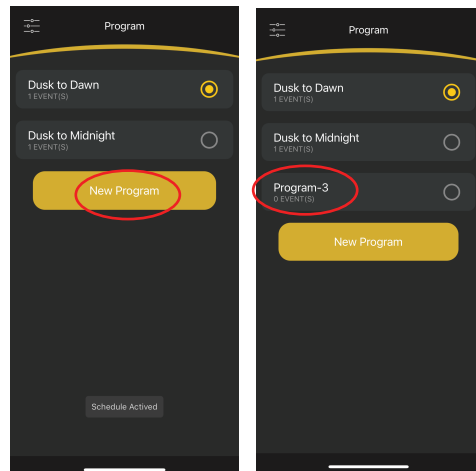 Program
Dusk to Dawn
1 EVENT(S)
Dusk to Midnight
1 EVENT(S)
New Program
Schedule Actived
Program
Dusk to Dawn
1 EVENT(S)
Dusk to Midnight
1 EVENT(S)
Program-3
0 EVENT(S)
New Program